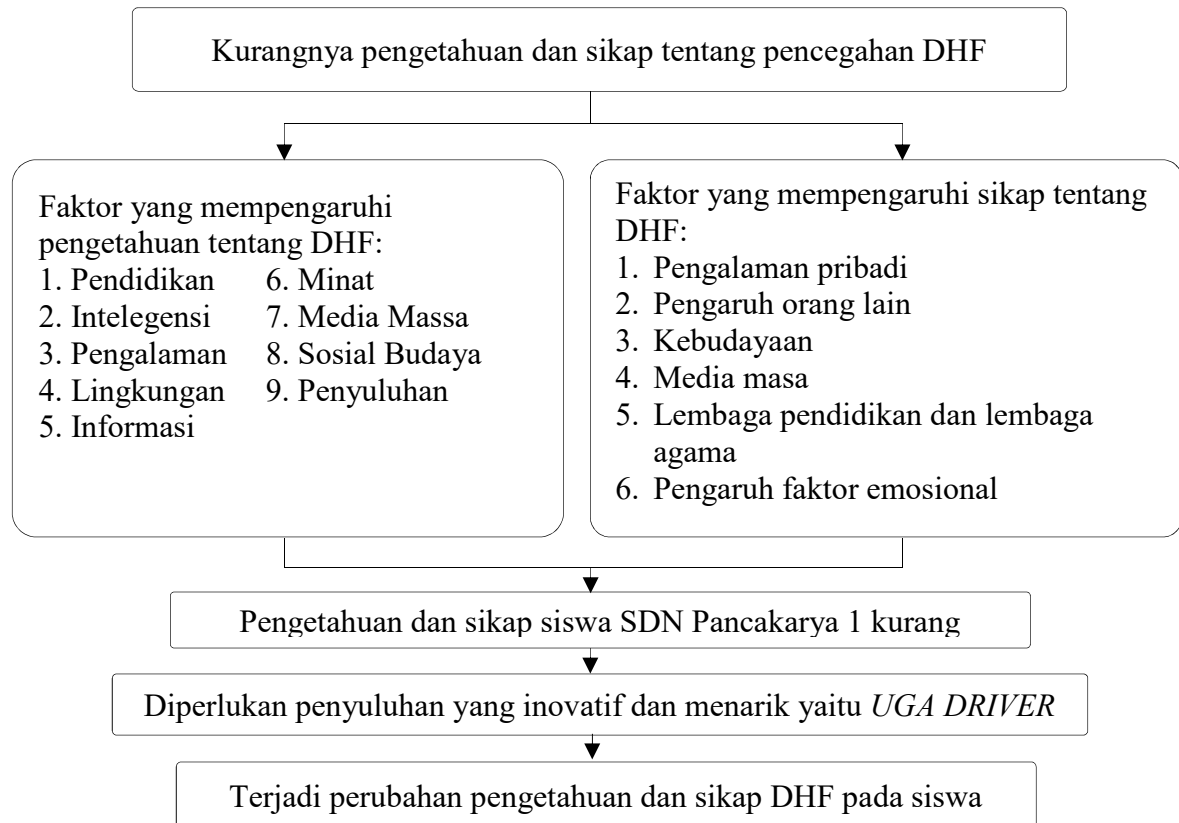 Kurangnya pengetahuan dan sikap tentang pencegahan DHF
Faktor yang mempengaruhi
pengetahuan tentang DHF:
1. Pendidikan
2. Intelegensi
3. Pengalaman
4. Lingkungan
5. Informasi
6. Minat
7. Media Massa
8. Sosial Budaya
9. Penyuluhan
Faktor yang mempengaruhi sikap tentang
DHF:
1. Pengalaman pribadi
2. Pengaruh orang lain
3. Kebudayaan
4. Media masa
5. Lembaga pendidikan dan lembaga
agama
6. Pengaruh faktor emosional
Pengetahuan dan sikap siswa SDN Pancakarya 1 kurang
Diperlukan penyuluhan yang inovatif dan menarik yaitu UGA DRIVER
Terjadi perubahan pengetahuan dan sikap DHF pada siswa